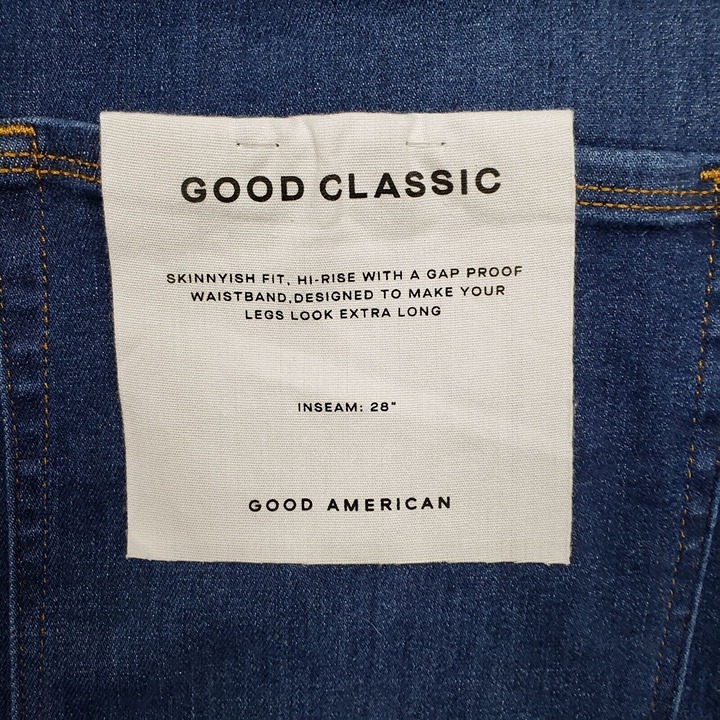 GOOD CLASSIC
SKINNYISH FIT, HI-RISE WITH A GAP PROOF
WAISTBAND,DESIGNED TO MAKE YOUR
LEGS LOOK EXTRA LONG
INSEAM: 28"
GOOD AMERICAN